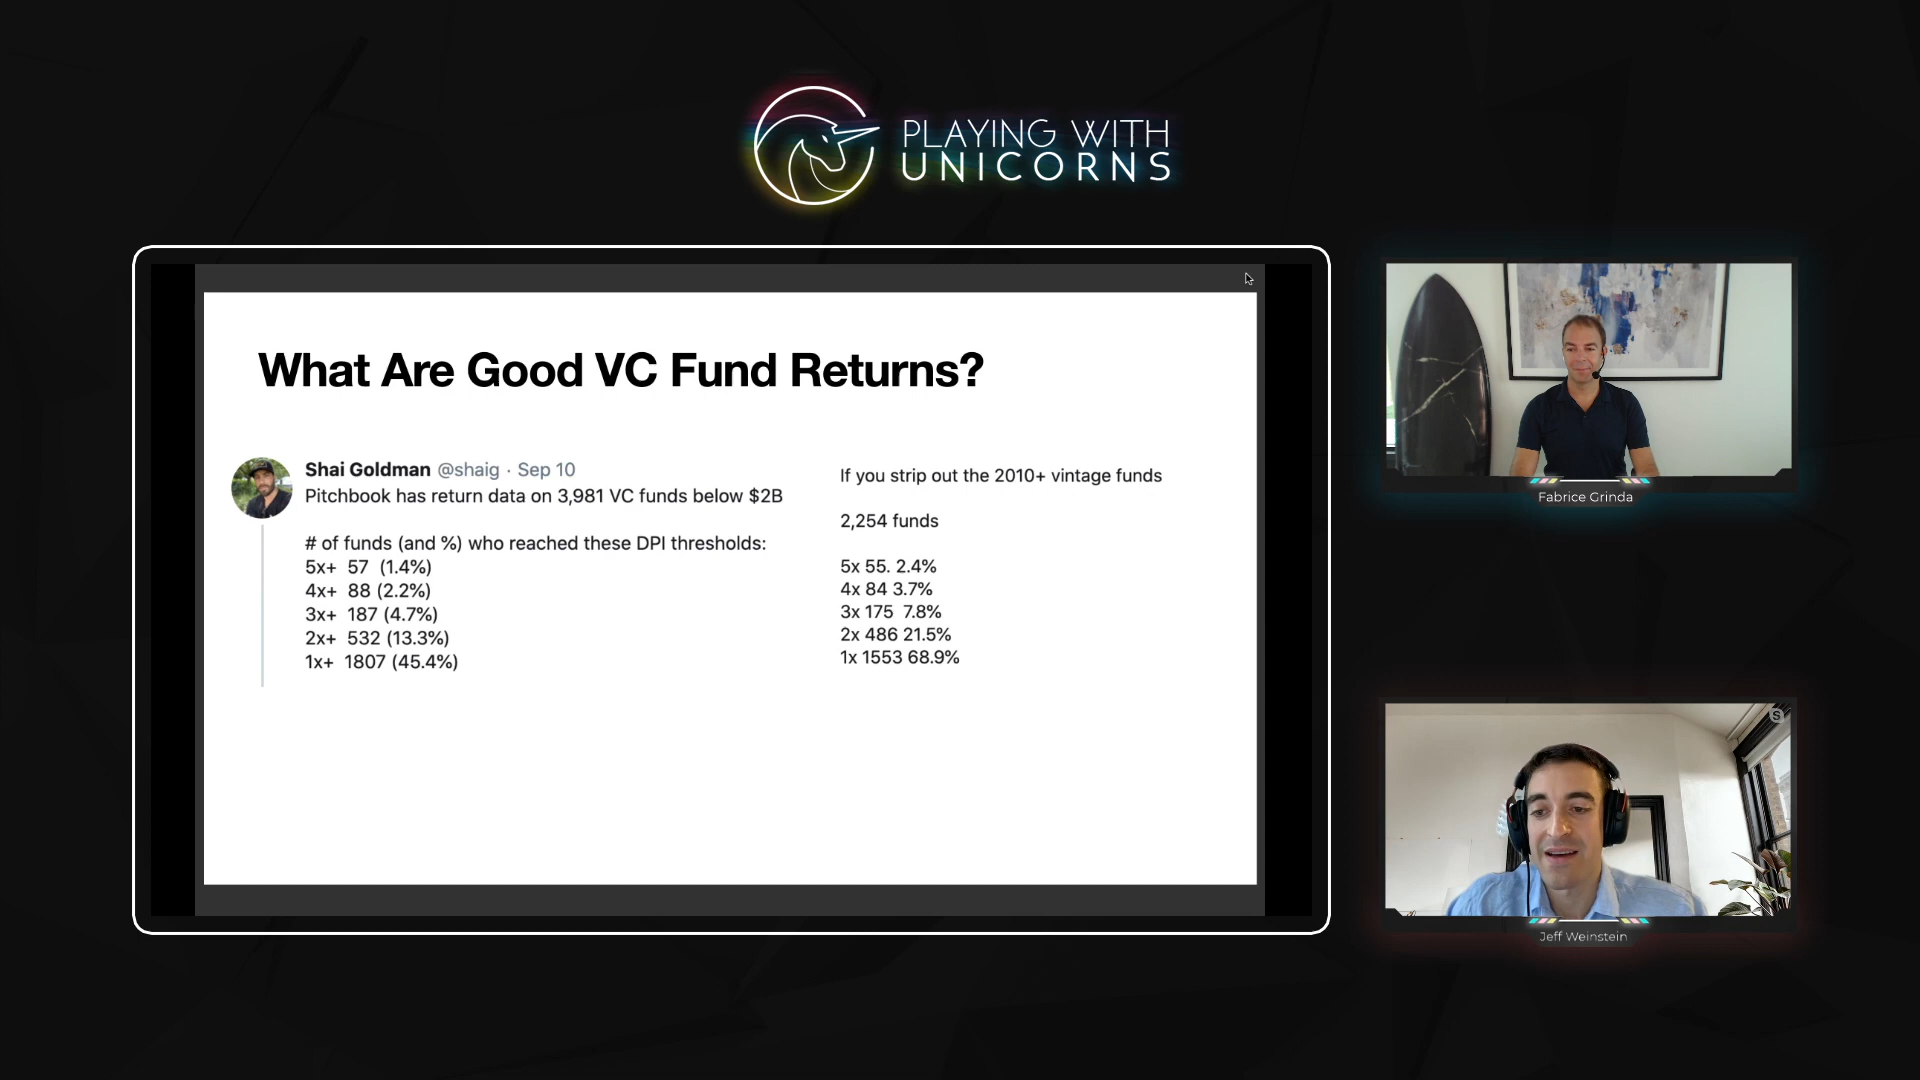 PLAYING WITH
UNICORNS
What Are Good VC Fund Returns?
Shai Goldman @shaig · Sep 10
Pitchbook has return data on 3,981 VC funds below $2B
# of funds (and %) who reached these DPI thresholds:
5x+ 57 (1.4%)
4x+ 88 (2.2%)
3x+ 187 (4.7%)
2x+ 532 (13.3%)
1x+ 1807 (45.4%)
If you strip out the 2010+ vintage funds
2,254 funds
5x 55. 2.4%
4x 84 3.7%
3x 175 7.8%
2x 486 21.5%
1x 1553 68.9%
Fabrice Grinda
S
Jeff Weinstein